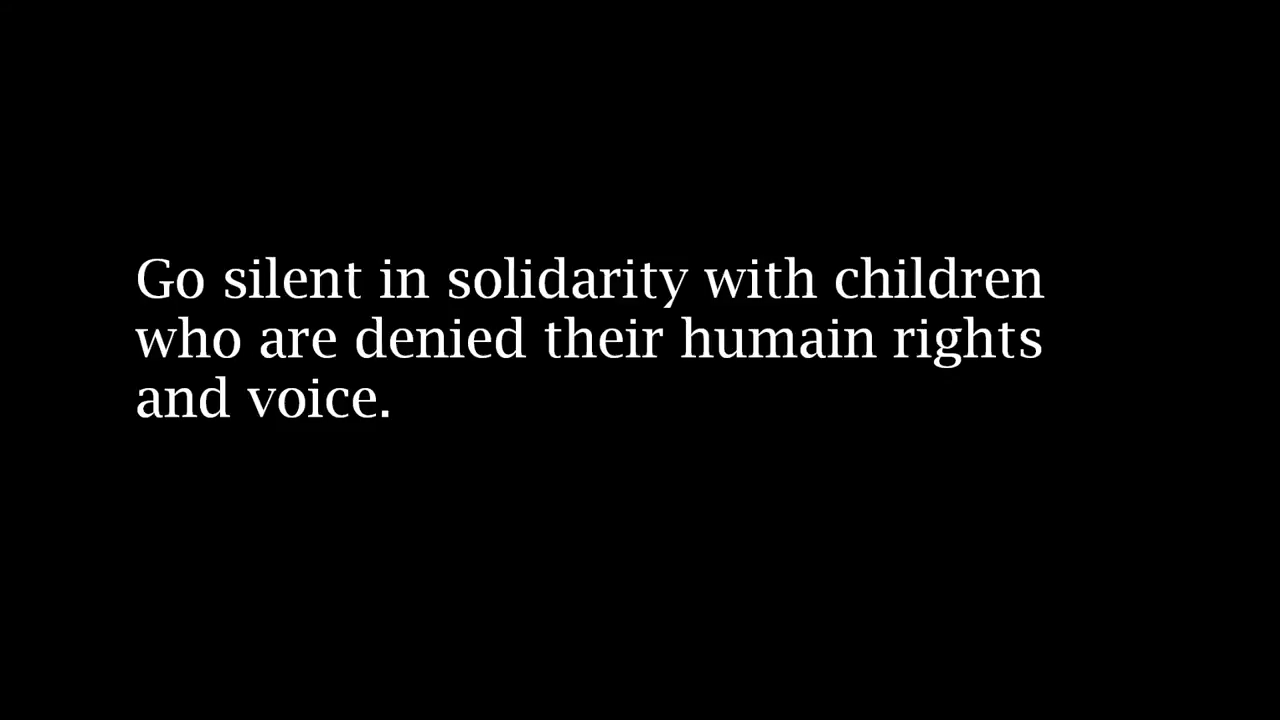 Go silent in solidarity with children
who are denied their humain rights
and voice.